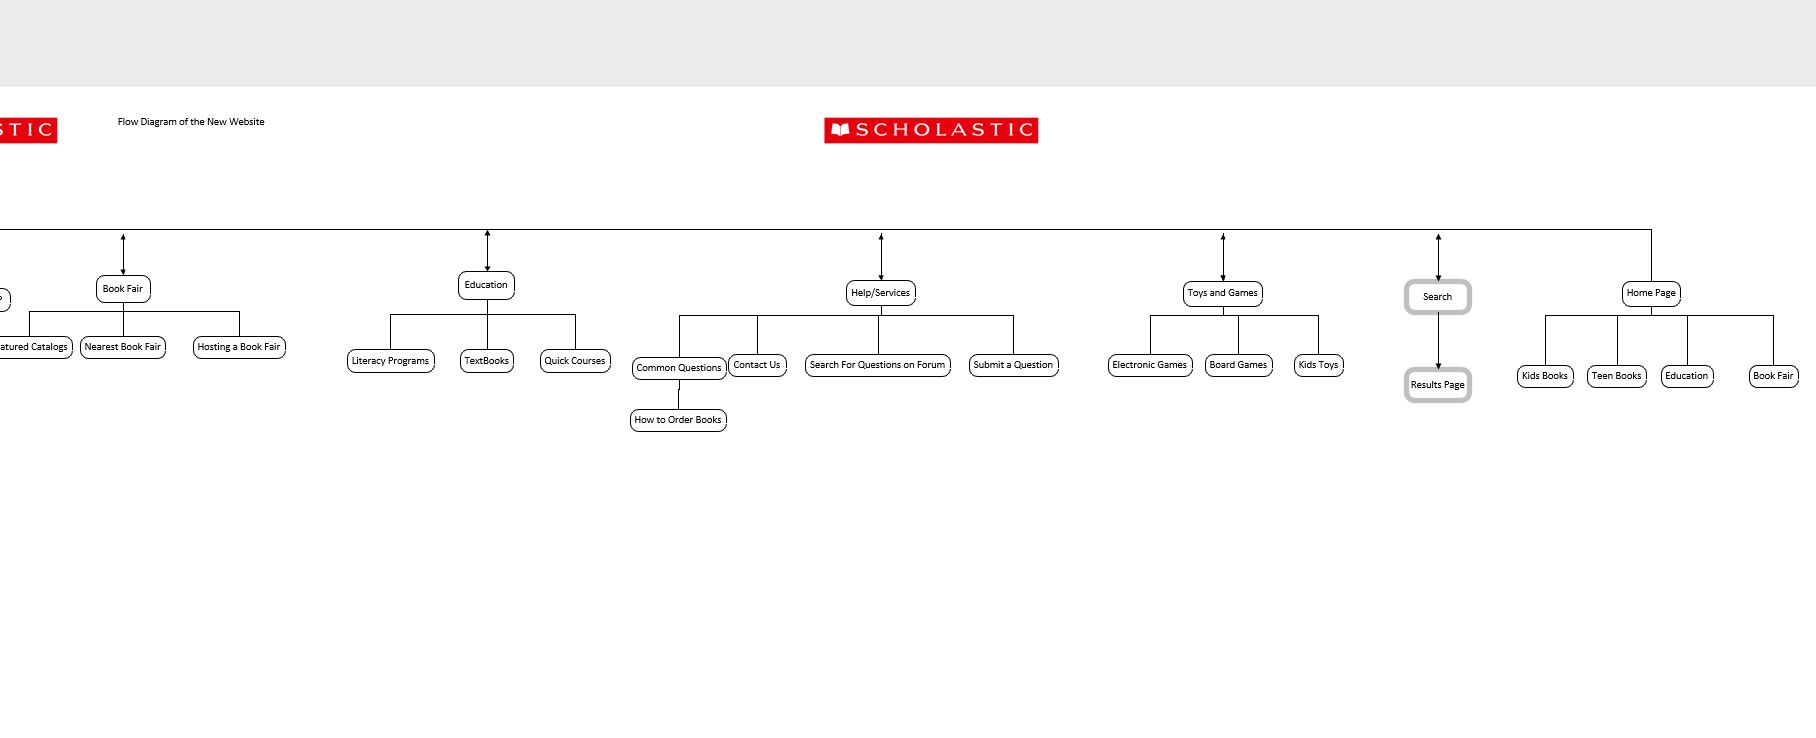 STIC
Flow Diagram of the New Website
SCHOLASTIC
Book Fair
Education
Help/Services
Toys and Games
Search
Home Page
atured Catalogs
Nearest Book Fair
Hosting a Book Fair
Literacy Programs
TextBooks
Quick Courses
Common Questions
Contact Us
Search For Questions on Forum
Submit a Question
Electronic Games
Board Games
Kids Toys
Results Page
Kids Books
Teen Books
Education
Book Fair
How to Order Books